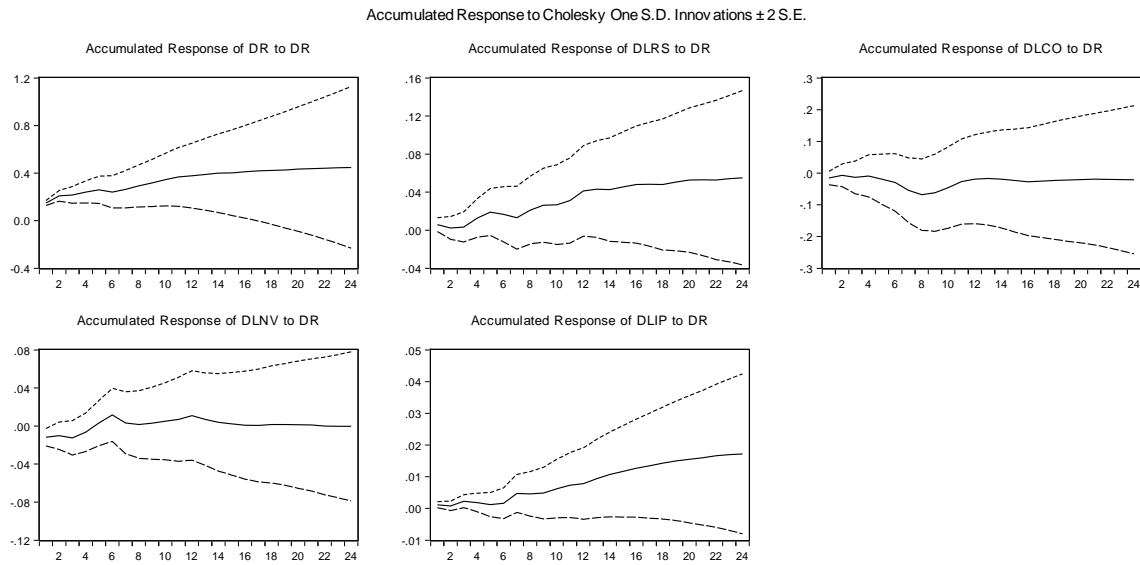 Accumulated Response to Cholesky One S.D. Innovations ± 2 S.E.
Accumulated Response of DR to DR
1.2
0.8
0.4
0.0
-0.4
2 4 6 8 10 12 14 16 18 20 22 24
Accumulated Response of DLRS to DR
.16
.12
.08
.04
.00
-.04
2 4 6 8 10 12 14 16 18 20 22 24
Accumulated Response of DLCO to DR
.3
.2
.1
.0
-.1
-.2
-.3
2 4 6 8 10 12 14 16 18 20 22 24
Accumulated Response of DLNV to DR
.08
.04
.00
-.04
-.08
-.12
2 4 6 8 10 12 14 16 18 20 22 24
Accumulated Response of DLIP to DR
.05
.04
.03
.02
.01
.00
-.01
2 4 6 8 10 12 14 16 18 20 22 24